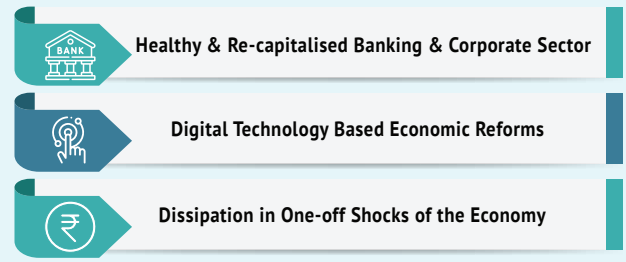 BANK
Healthy & Re-capitalised Banking & Corporate Sector
Digital Technology Based Economic Reforms
₹
Dissipation in One-off Shocks of the Economy